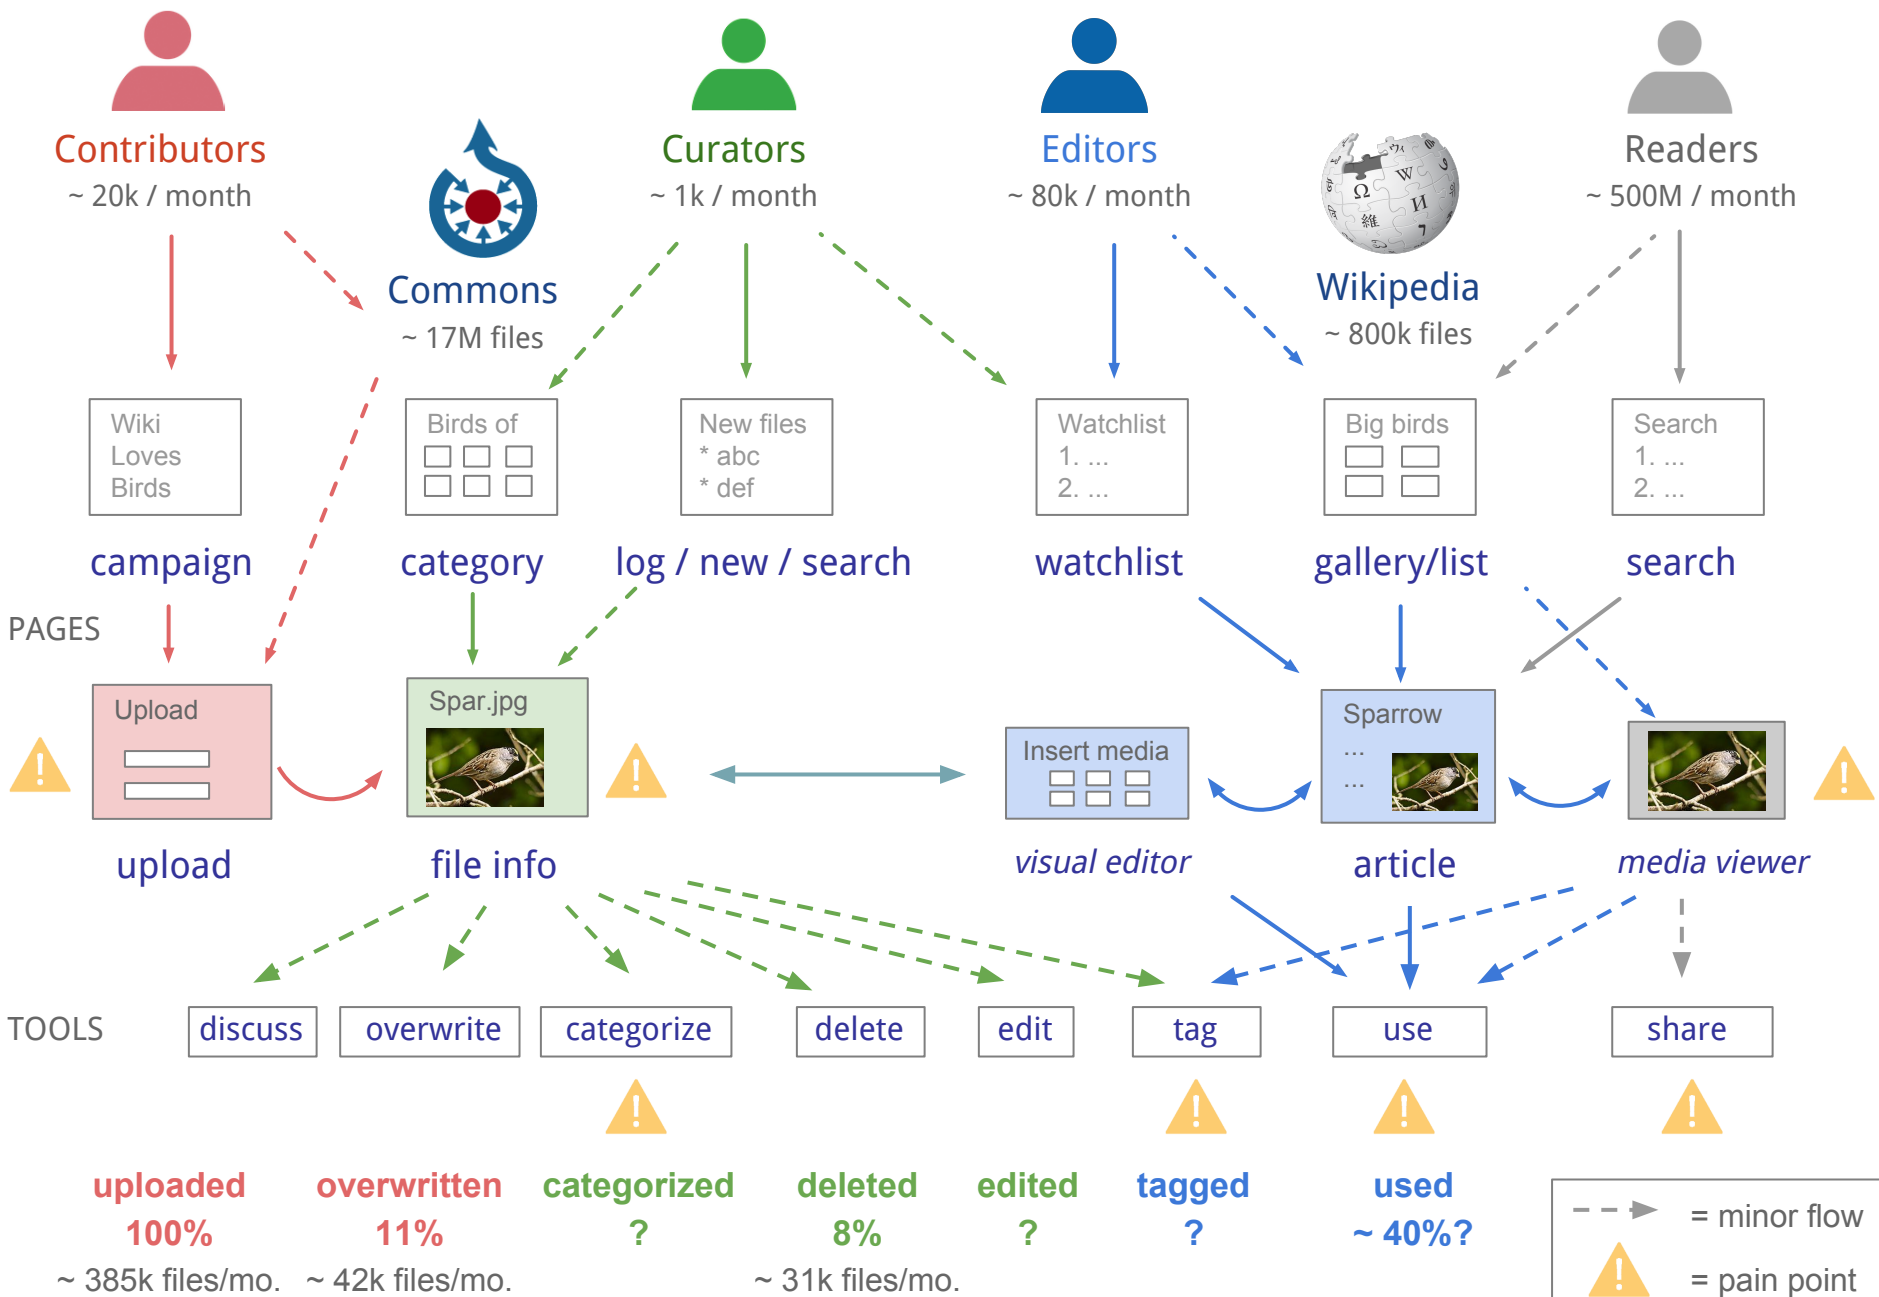 Contributors
~ 20k / month
Commons
~ 17M files
Curators
~ 1k / month
Editors
~ 80k / month
Wikipedia
~ 800k files
Readers
~ 500M / month
Wiki
Loves
Birds
campaign
Birds of
category
New files
* abc
* def
log / new / search
Watchlist
1. ...
2. ...
watchlist
Big birds
gallery/list
Search
1. ...
2. ...
search
PAGES
Upload
upload
Spar.jpg
file info
Insert media
visual editor
Sparrow
...
...
article
media viewer
TOOLS
discuss
overwrite
categorize
delete
edit
tag
use
share
uploaded
100%
~ 385k files/mo.
overwritten
11%
~ 42k files/mo.
categorized
?
deleted
8%
~ 31k files/mo.
edited
?
tagged
?
used
~ 40%?
= minor flow
= pain point
Ω
W
И
維